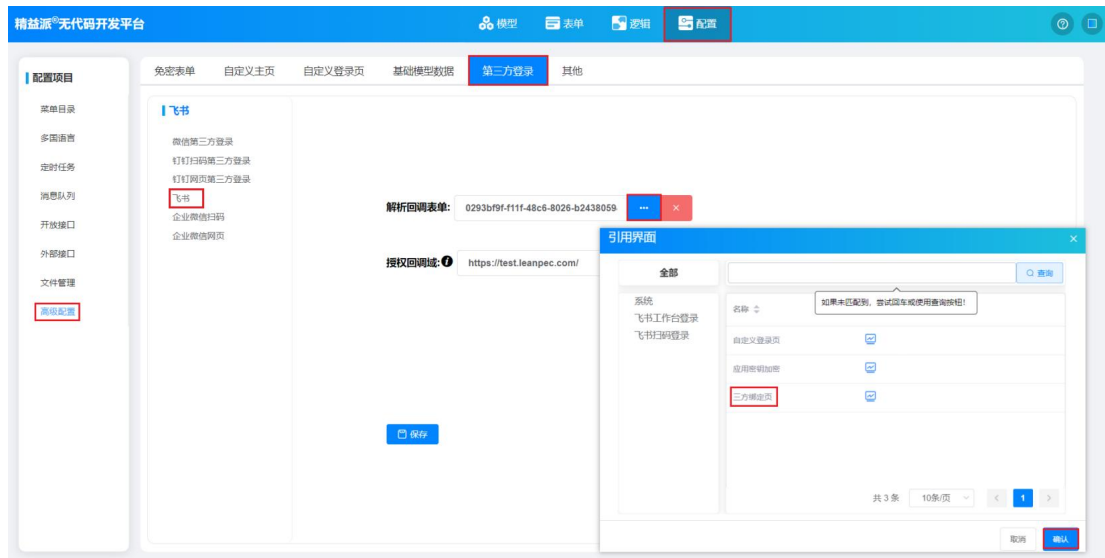 精益派®无代码开发平台
模型 表单 逻辑 配置
配置项目
菜单目录
多国语言
定时任务
消息队列
开放接口
外部接口
文件管理
高级配置
免密表单 自定义主页 自定义登录页 基础模型数据 第三方登录 其他
飞书
微信第三方登录
钉钉扫码第三方登录
钉钉网页第三方登录
飞书
企业微信扫码
企业微信网页
解析回调表单: 0293bf9f-f11f-48c6-8026-b2438059
授权回调域: https://test.leanpec.com/
保存
引用界面
全部
查询
如果未匹配到, 尝试回车或使用查询按钮!
系统
飞书工作台登录
飞书扫码登录
名称
自定义登录页
应用密钥加密
三方绑定页
共 3 条 10条/页 1
取消 确认